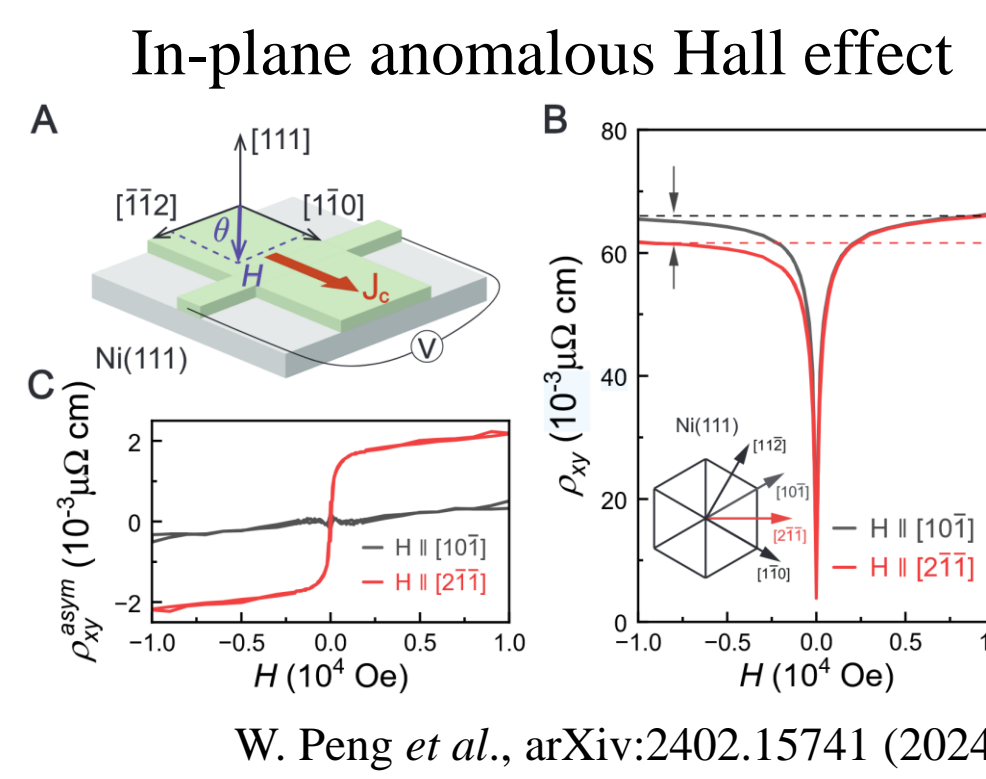 In-plane anomalous Hall effect
A
[111]
[1̄1̄2]
[11̄0]
θ
H
J꜀
V
Ni(111)
B
80
60
40
20
0
ρxy (10⁻³μΩ cm)
Ni(111)
[112̄]
[101̄]
[21̄1̄]
[11̄0]
H ∥ [101̄]
H ∥ [21̄1̄]
−1.0 −0.5 0.0 0.5 1
H (10⁴ Oe)
C
2
0
−2
ρxy^asym (10⁻³μΩ cm)
H ∥ [101̄]
H ∥ [21̄1̄]
−1.0 −0.5 0.0 0.5 1.0
H (10⁴ Oe)
W. Peng et al., arXiv:2402.15741 (2024